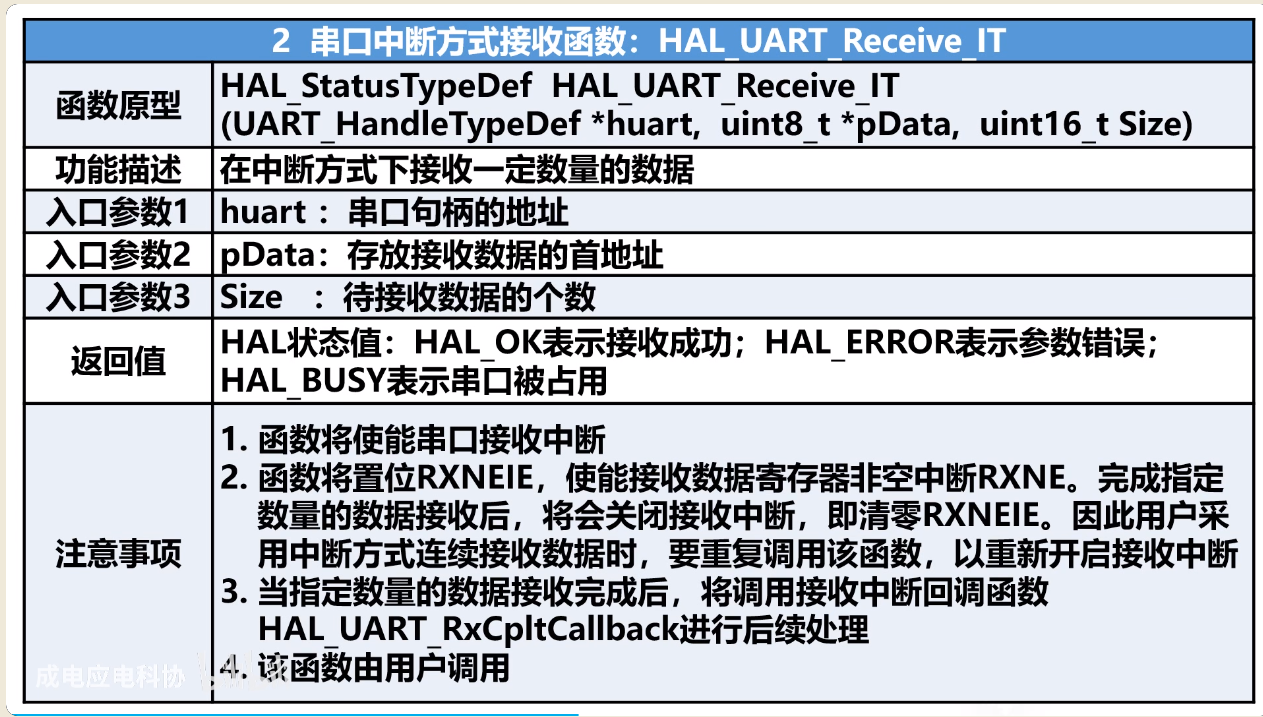 2 串口中断方式接收函数：HAL_UART_Receive_IT
函数原型
HAL_StatusTypeDef HAL_UART_Receive_IT
(UART_HandleTypeDef *huart, uint8_t *pData, uint16_t Size)
功能描述
在中断方式下接收一定数量的数据
入口参数1
huart ：串口句柄的地址
入口参数2
pData：存放接收数据的首地址
入口参数3
Size ：待接收数据的个数
返回值
HAL状态值：HAL_OK表示接收成功；HAL_ERROR表示参数错误；
HAL_BUSY表示串口被占用
注意事项
1. 函数将使能串口接收中断
2. 函数将置位RXNEIE，使能接收数据寄存器非空中断RXNE。完成指定
数量的数据接收后，将会关闭接收中断，即清零RXNEIE。因此用户采
用中断方式连续接收数据时，要重复调用该函数，以重新开启接收中断
3. 当指定数量的数据接收完成后，将调用接收中断回调函数
HAL_UART_RxCpltCallback进行后续处理
4. 该函数由用户调用
成电应电科协